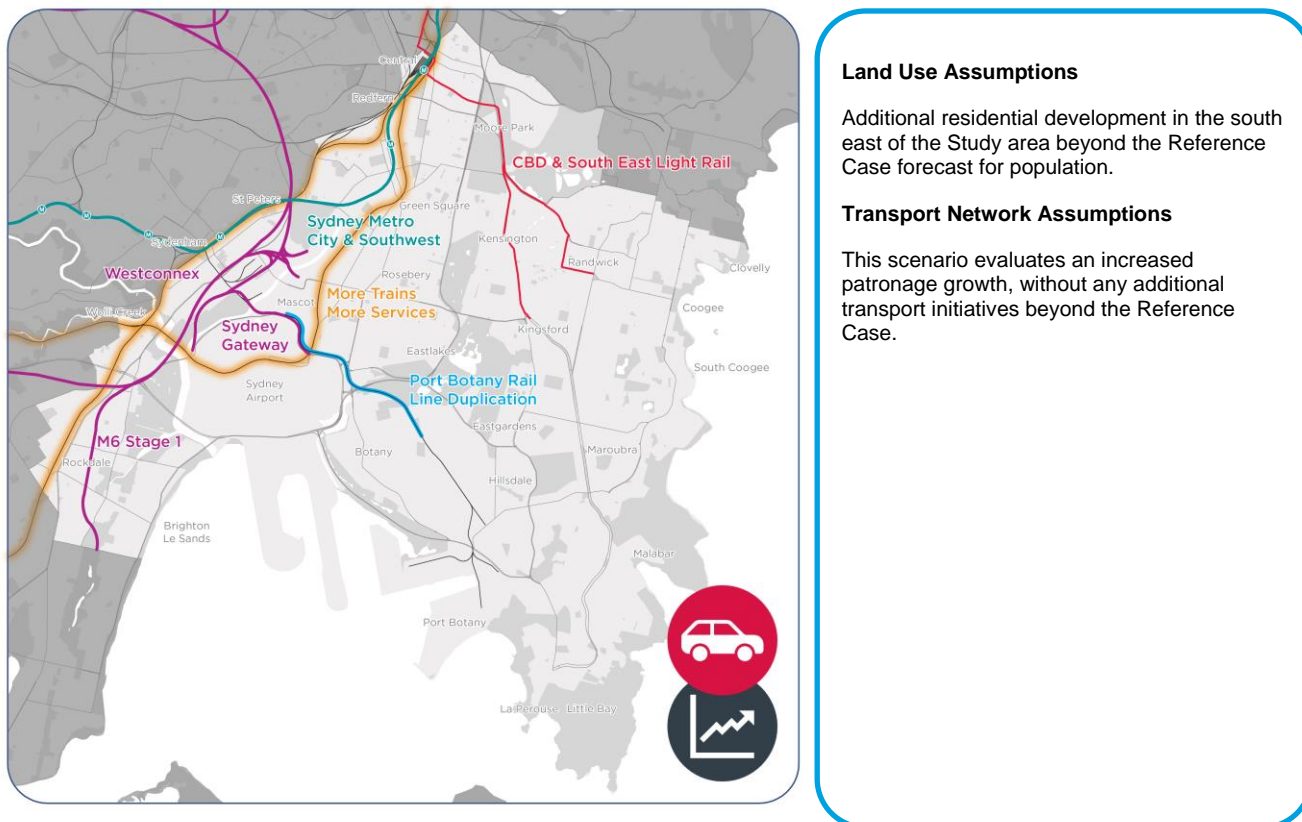 Central
Redfern
Moore Park
CBD & South East Light Rail
St Peters
Green Square
Sydney Metro
City & Southwest
Kensington
Sydenham
Randwick
Clovelly
Westconnex
Rosebery
Coogee
More Trains
More Services
Mascot
Wolli Creek
Sydney
Gateway
Kingsford
Eastlakes
South Coogee
Sydney
Airport
Port Botany Rail
Line Duplication
Eastgardens
M6 Stage 1
Botany
Maroubra
Rockdale
Hillsdale
Brighton
Le Sands
Malabar
Port Botany
La Perouse
Little Bay
M
M
M
M
M
Land Use Assumptions
Additional residential development in the south
east of the Study area beyond the Reference
Case forecast for population.
Transport Network Assumptions
This scenario evaluates an increased
patronage growth, without any additional
transport initiatives beyond the Reference
Case.